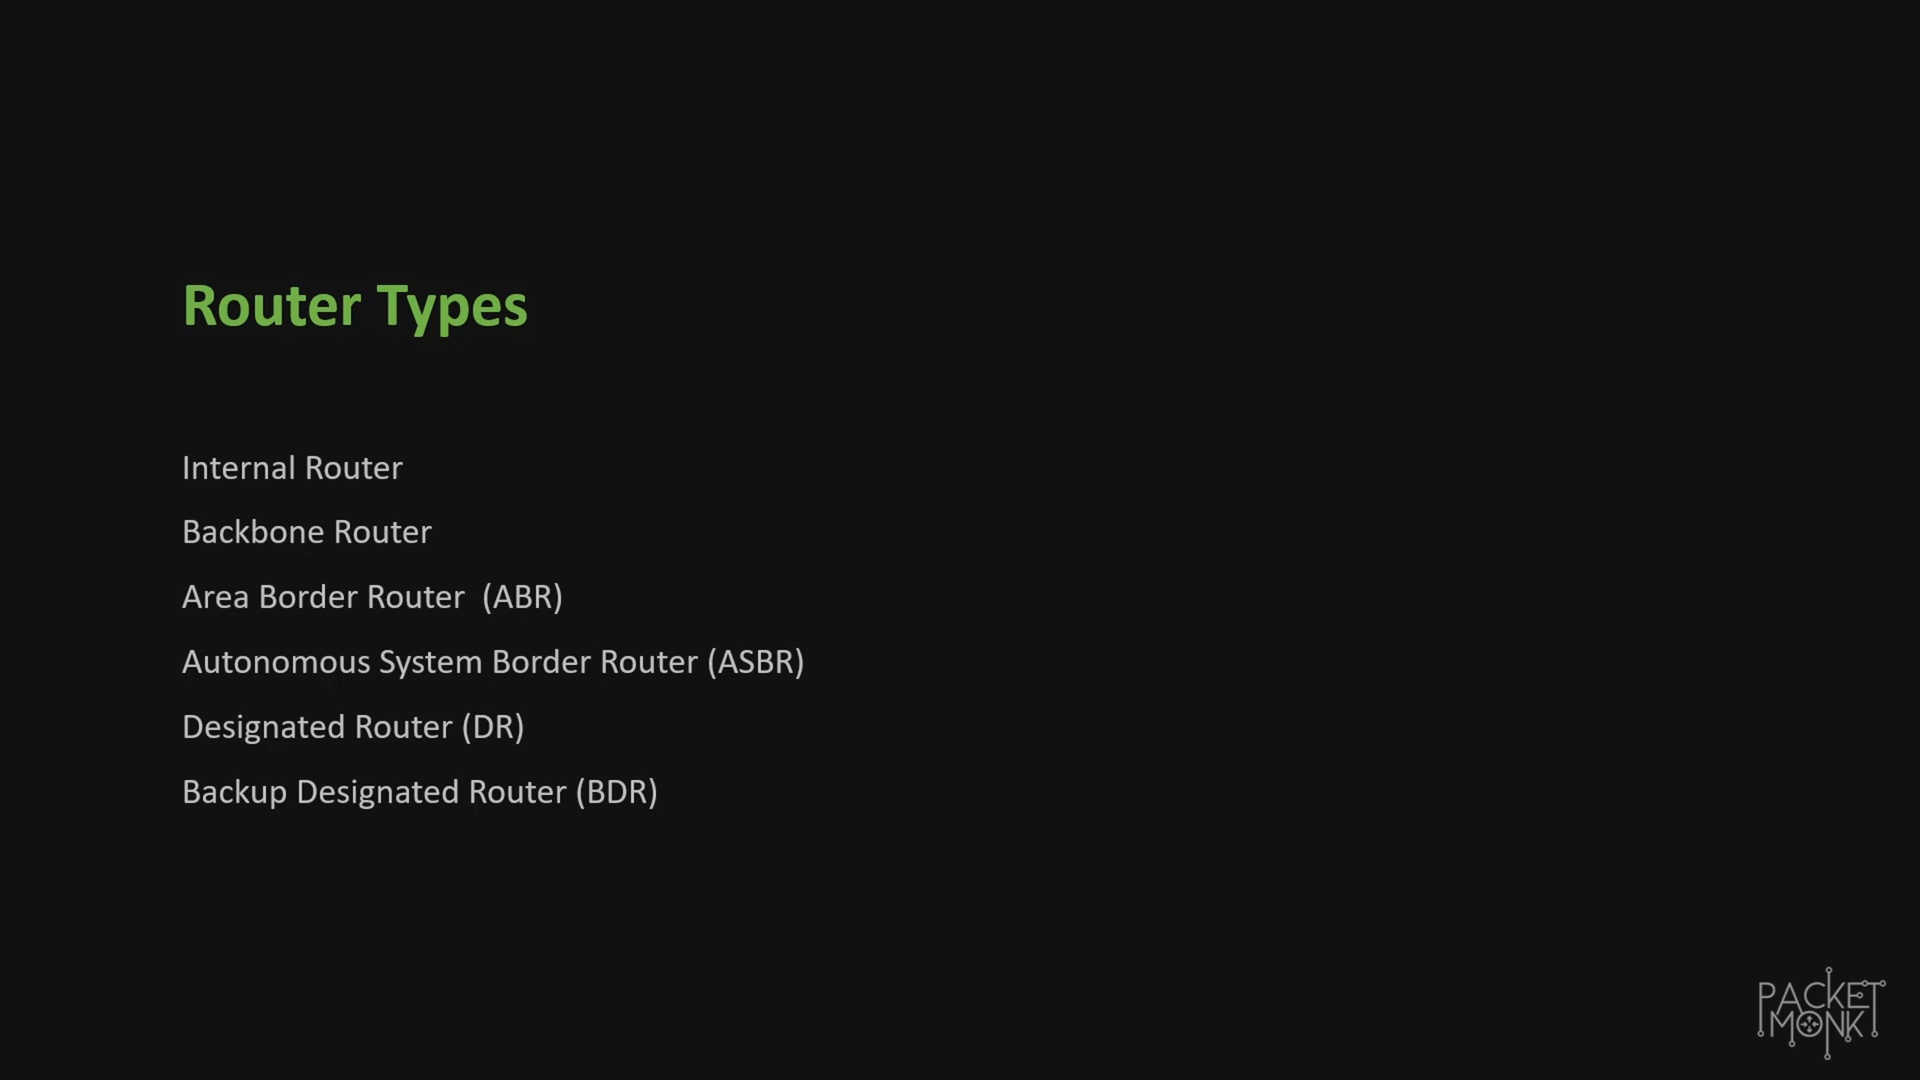 Router Types
Internal Router
Backbone Router
Area Border Router  (ABR)
Autonomous System Border Router (ASBR)
Designated Router (DR)
Backup Designated Router (BDR)
PACKET
MONK